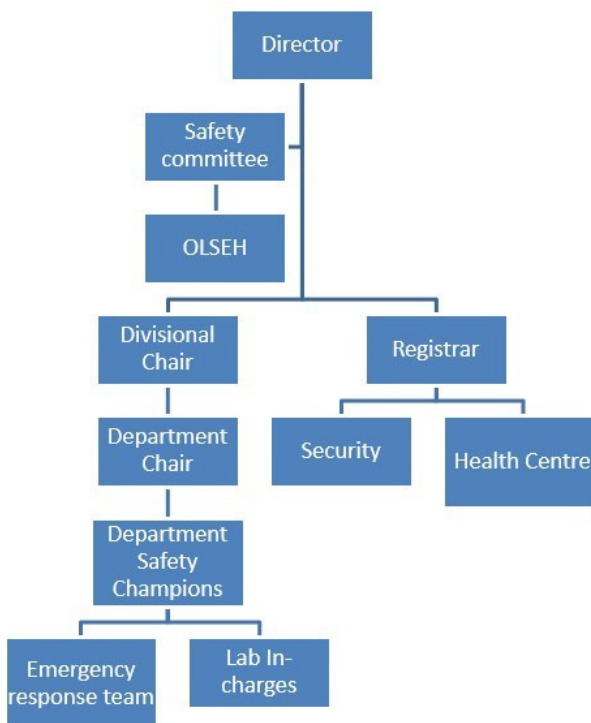 Director
Safety
committee
OLSEH
Divisional
Chair
Registrar
Department
Chair
Security
Health Centre
Department
Safety
Champions
Emergency
response team
Lab In-
charges